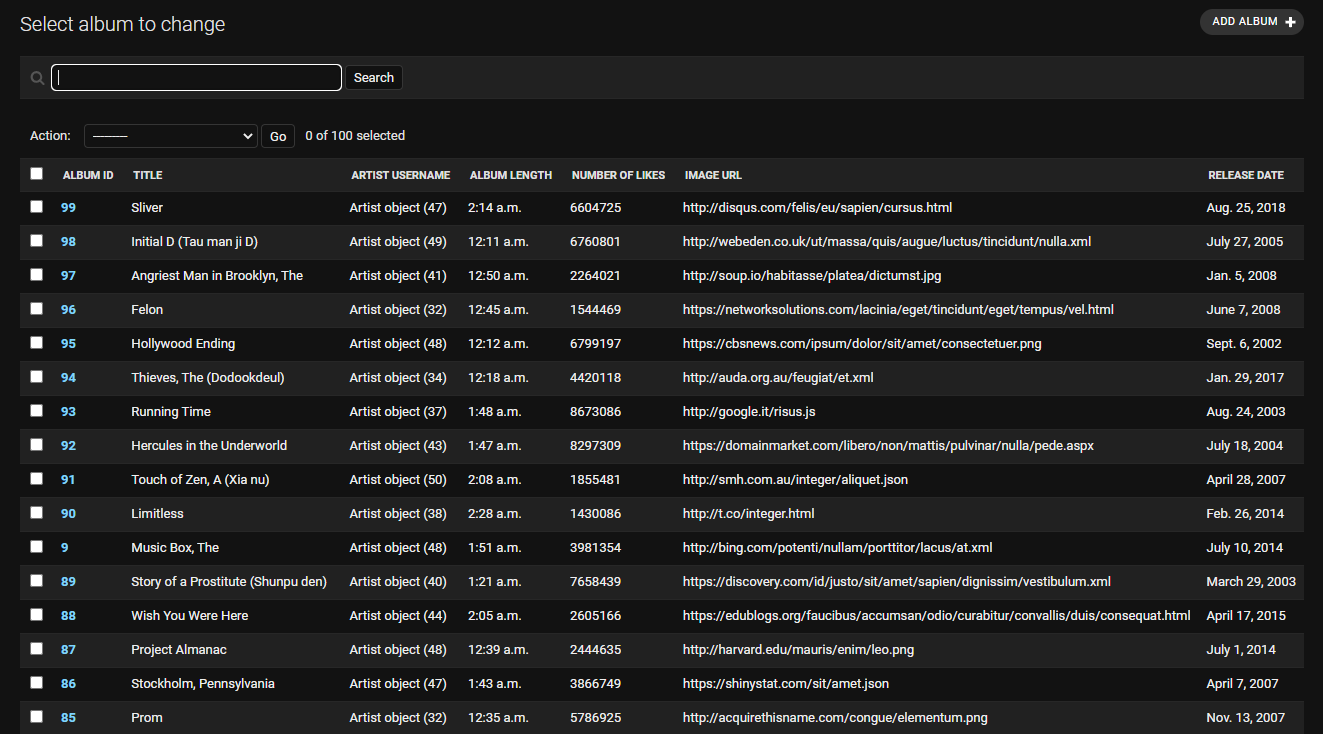 Select album to change
ADD ALBUM
Search
Action: --------- Go 0 of 100 selected
ALBUM ID TITLE ARTIST USERNAME ALBUM LENGTH NUMBER OF LIKES IMAGE URL RELEASE DATE
99 Sliver Artist object (47) 2:14 a.m. 6604725 http://disqus.com/felis/eu/sapien/cursus.html Aug. 25, 2018
98 Initial D (Tau man ji D) Artist object (49) 12:11 a.m. 6760801 http://webeden.co.uk/ut/massa/quis/augue/luctus/tincidunt/nulla.xml July 27, 2005
97 Angriest Man in Brooklyn, The Artist object (41) 12:50 a.m. 2264021 http://soup.io/habitasse/platea/dictumst.jpg Jan. 5, 2008
96 Felon Artist object (32) 12:45 a.m. 1544469 https://networksolutions.com/lacinia/eget/tincidunt/eget/tempus/vel.html June 7, 2008
95 Hollywood Ending Artist object (48) 12:12 a.m. 6799197 https://cbsnews.com/ipsum/dolor/sit/amet/consectetuer.png Sept. 6, 2002
94 Thieves, The (Dodookdeul) Artist object (34) 12:18 a.m. 4420118 http://auda.org.au/feugiat/et.xml Jan. 29, 2017
93 Running Time Artist object (37) 1:48 a.m. 8673086 http://google.it/risus.js Aug. 24, 2003
92 Hercules in the Underworld Artist object (43) 1:47 a.m. 8297309 https://domainmarket.com/libero/non/mattis/pulvinar/nulla/pede.aspx July 18, 2004
91 Touch of Zen, A (Xia nu) Artist object (50) 2:08 a.m. 1855481 http://smh.com.au/integer/aliquet.json April 28, 2007
90 Limitless Artist object (38) 2:28 a.m. 1430086 http://t.co/integer.html Feb. 26, 2014
9 Music Box, The Artist object (48) 1:51 a.m. 3981354 http://bing.com/potenti/nullam/porttitor/lacus/at.xml July 10, 2014
89 Story of a Prostitute (Shunpu den) Artist object (40) 1:21 a.m. 7658439 https://discovery.com/id/justo/sit/amet/sapien/dignissim/vestibulum.xml March 29, 2003
88 Wish You Were Here Artist object (44) 2:05 a.m. 2605166 https://edublogs.org/faucibus/accumsan/odio/curabitur/convallis/duis/consequat.html April 17, 2015
87 Project Almanac Artist object (48) 12:39 a.m. 2444635 http://harvard.edu/mauris/enim/leo.png July 1, 2014
86 Stockholm, Pennsylvania Artist object (47) 1:43 a.m. 3866749 https://shinystat.com/sit/amet.json April 7, 2007
85 Prom Artist object (32) 12:35 a.m. 5786925 http://acquirethisname.com/congue/elementum.png Nov. 13, 2007